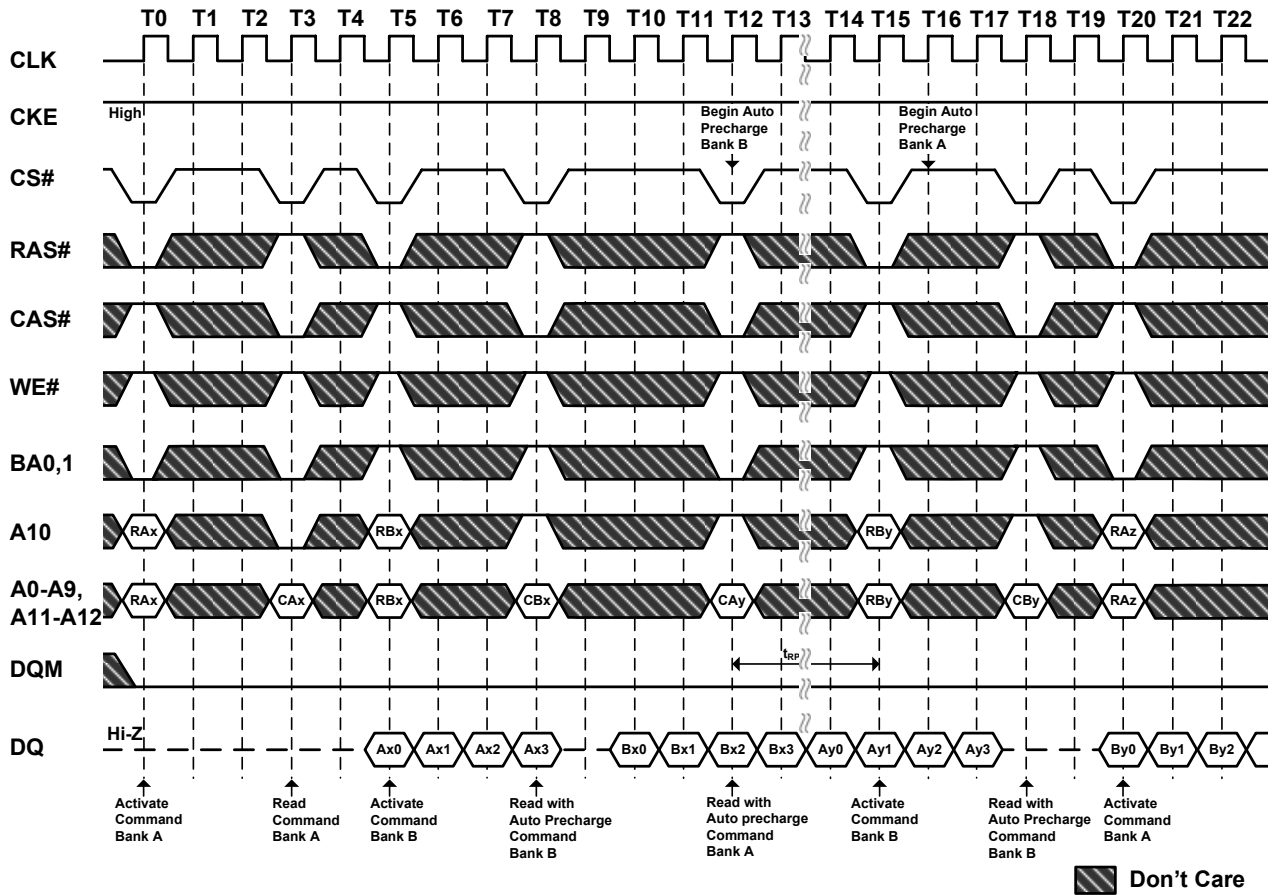 T0 T1 T2 T3 T4 T5 T6 T7 T8 T9 T10 T11 T12 T13 T14 T15 T16 T17 T18 T19 T20 T21 T22
CLK
CKE
High
Begin Auto
Precharge
Bank B
Begin Auto
Precharge
Bank A
CS#
RAS#
CAS#
WE#
BA0,1
A10
RAx RBx RBy RAz
A0-A9,
A11-A12
RAx CAx RBx CBx CAy RBy CBy RAz
DQM
tRP
DQ
Hi-Z
Ax0 Ax1 Ax2 Ax3 Bx0 Bx1 Bx2 Bx3 Ay0 Ay1 Ay2 Ay3 By0 By1 By2
Activate
Command
Bank A
Read
Command
Bank A
Activate
Command
Bank B
Read with
Auto Precharge
Command
Bank B
Read with
Auto precharge
Command
Bank A
Activate
Command
Bank B
Read with
Auto Precharge
Command
Bank B
Activate
Command
Bank A
Don't Care